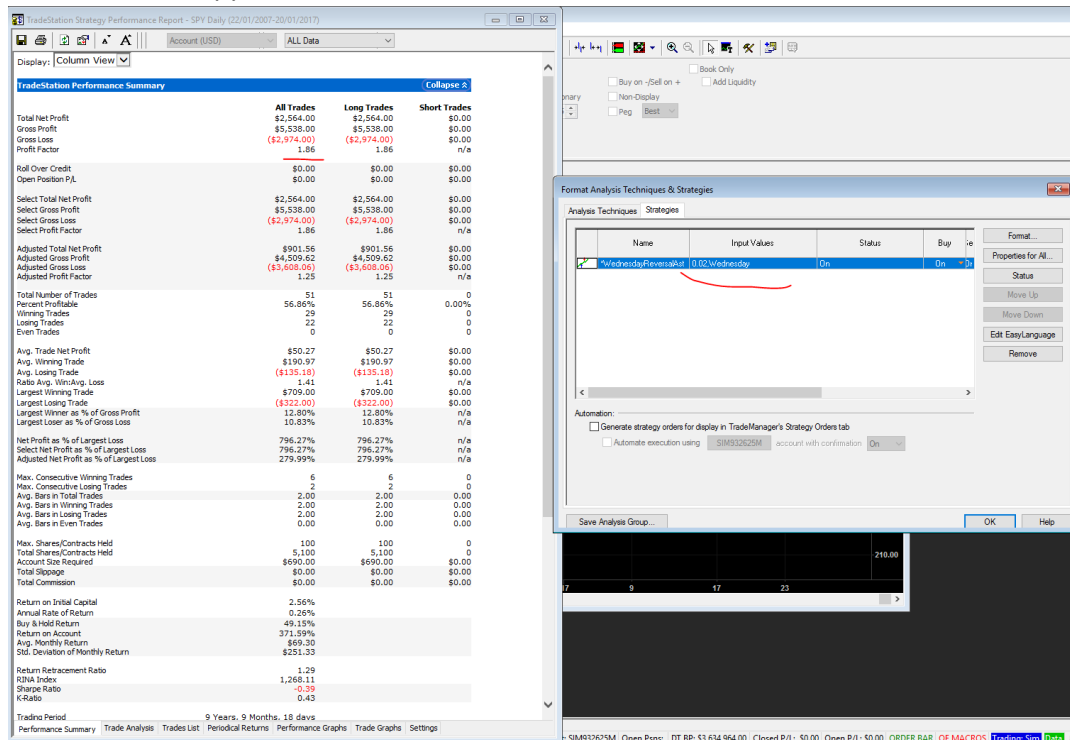 TradeStation Strategy Performance Report - SPY Daily (22/01/2007-20/01/2017)
Account (USD) ALL Data
Display: Column View
TradeStation Performance Summary Collapse
All Trades Long Trades Short Trades
Total Net Profit $2,564.00 $2,564.00 $0.00
Gross Profit $5,538.00 $5,538.00 $0.00
Gross Loss ($2,974.00) ($2,974.00) $0.00
Profit Factor 1.86 1.86 n/a
Roll Over Credit $0.00 $0.00 $0.00
Open Position P/L $0.00 $0.00 $0.00
Select Total Net Profit $2,564.00 $2,564.00 $0.00
Select Gross Profit $5,538.00 $5,538.00 $0.00
Select Gross Loss ($2,974.00) ($2,974.00) $0.00
Select Profit Factor 1.86 1.86 n/a
Adjusted Total Net Profit $901.56 $901.56 $0.00
Adjusted Gross Profit $4,509.62 $4,509.62 $0.00
Adjusted Gross Loss ($3,608.06) ($3,608.06) $0.00
Adjusted Profit Factor 1.25 1.25 n/a
Total Number of Trades 51 51 0
Percent Profitable 56.86% 56.86% 0.00%
Winning Trades 29 29 0
Losing Trades 22 22 0
Even Trades 0 0 0
Avg. Trade Net Profit $50.27 $50.27 $0.00
Avg. Winning Trade $190.97 $190.97 $0.00
Avg. Losing Trade ($135.18) ($135.18) $0.00
Ratio Avg. Win:Avg. Loss 1.41 1.41 n/a
Largest Winning Trade $709.00 $709.00 $0.00
Largest Losing Trade ($322.00) ($322.00) $0.00
Largest Winner as % of Gross Profit 12.80% 12.80% n/a
Largest Loser as % of Gross Loss 10.83% 10.83% n/a
Net Profit as % of Largest Loss 796.27% 796.27% n/a
Select Net Profit as % of Largest Loss 796.27% 796.27% n/a
Adjusted Net Profit as % of Largest Loss 279.99% 279.99% n/a
Max. Consecutive Winning Trades 6 6 0
Max. Consecutive Losing Trades 2 2 0
Avg. Bars in Total Trades 2.00 2.00 0.00
Avg. Bars in Winning Trades 2.00 2.00 0.00
Avg. Bars in Losing Trades 2.00 2.00 0.00
Avg. Bars in Even Trades 0.00 0.00 0.00
Max. Shares/Contracts Held 100 100 0
Total Shares/Contracts Held 5,100 5,100 0
Account Size Required $690.00 $690.00 $0.00
Total Slippage $0.00 $0.00 $0.00
Total Commission $0.00 $0.00 $0.00
Return on Initial Capital 2.56%
Annual Rate of Return 0.26%
Buy & Hold Return 49.15%
Return on Account 371.59%
Avg. Monthly Return $69.30
Std. Deviation of Monthly Return $251.33
Return Retracement Ratio 1.29
RINA Index 1,268.11
Sharpe Ratio -0.39
K-Ratio 0.43
Trading Period 9 Years, 9 Months, 18 days
Performance Summary Trade Analysis Trades List Periodical Returns Performance Graphs Trade Graphs Settings
Book Only
Buy on -/Sell on + Add Liquidity
onary Non-Display
Peg Best
Format Analysis Techniques & Strategies
Analysis Techniques Strategies
Name Input Values Status Buy
*WednesdayReversalAst 0.02,Wednesday On On
Format...
Properties for All...
Status
Move Up
Move Down
Edit EasyLanguage
Remove
Automation:
Generate strategy orders for display in TradeManager's Strategy Orders tab
Automate execution using SIM932625M account with confirmation On
Save Analysis Group... OK Help
210.00
17 9 17 23
SIM932625M Open Psns: DT BP: $3,634,964.00 Closed P/L: $0.00 Open P/L: $0.00 ORDER BAR OF MACROS Trading: Sim Data